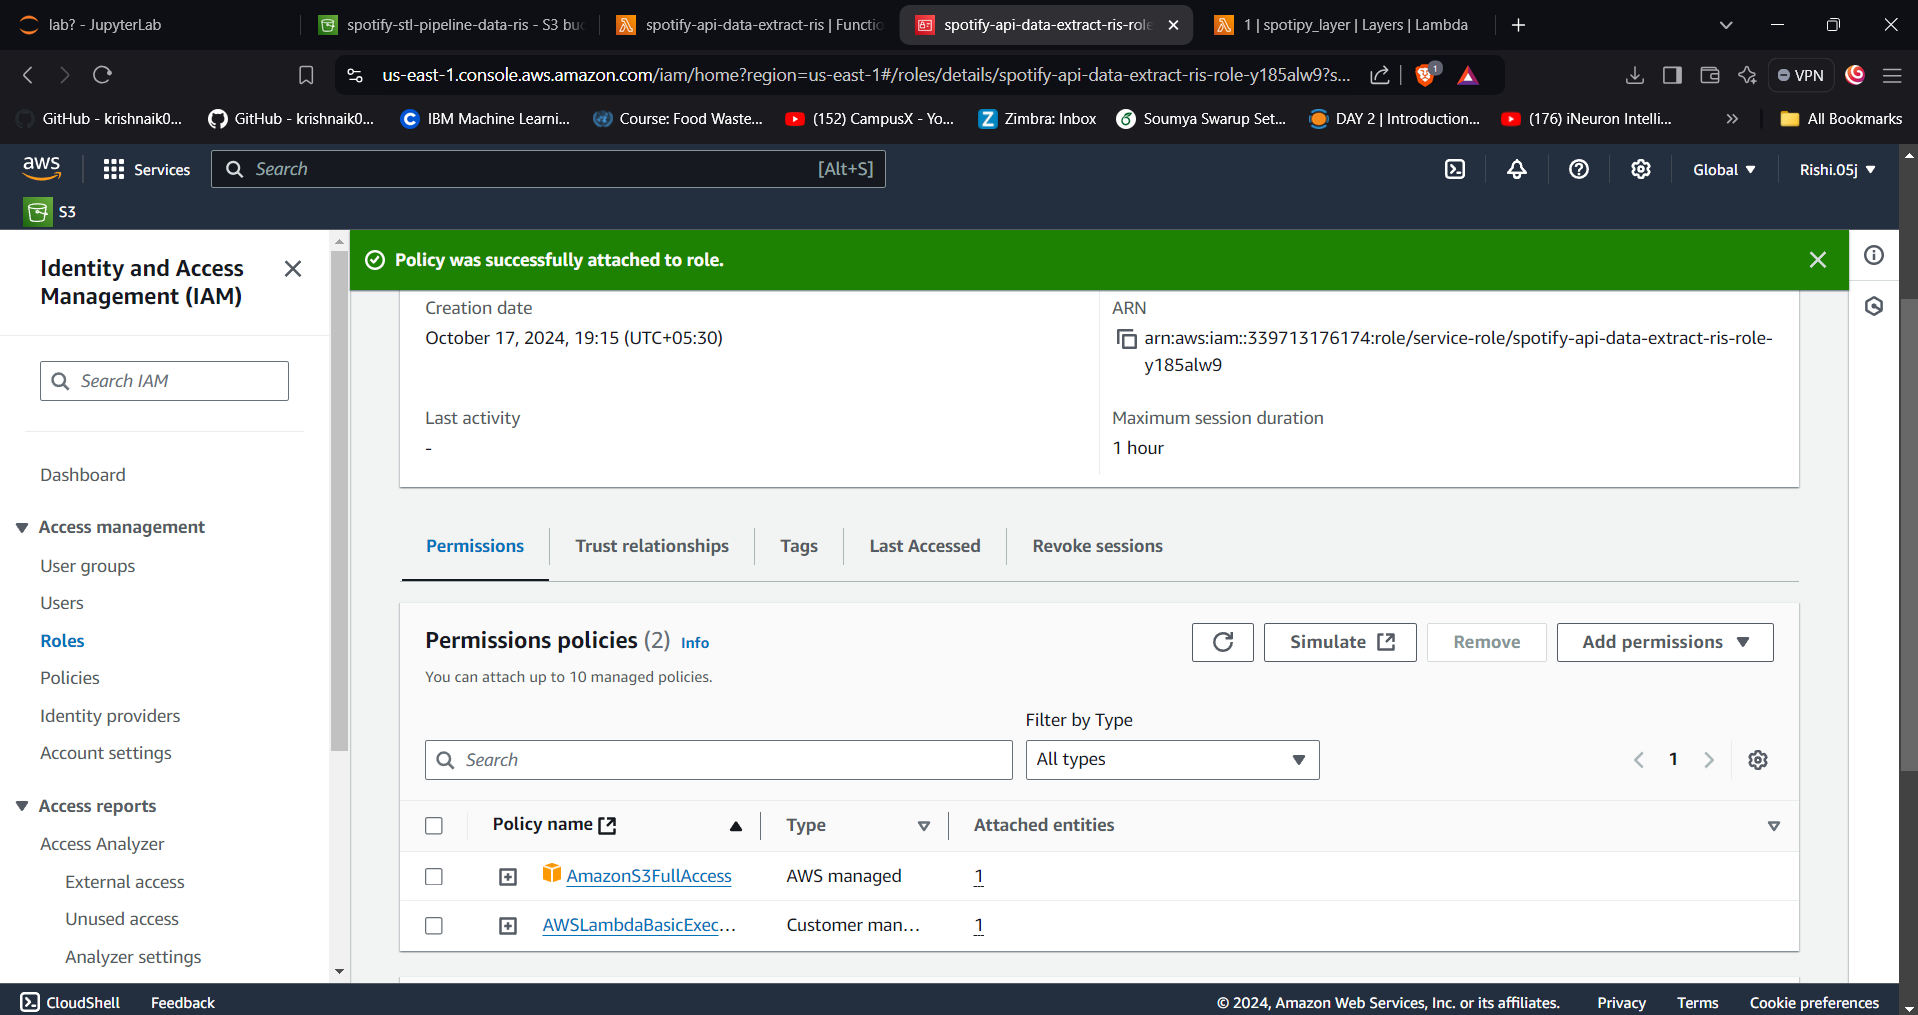 lab? - JupyterLab
spotify-stl-pipeline-data-ris - S3 buc
spotify-api-data-extract-ris | Functio
spotify-api-data-extract-ris-role
1 | spotipy_layer | Layers | Lambda
us-east-1.console.aws.amazon.com/iam/home?region=us-east-1#/roles/details/spotify-api-data-extract-ris-role-y185alw9?s...
1
VPN
GitHub - krishnaik0...
GitHub - krishnaik0...
IBM Machine Learni...
Course: Food Waste...
(152) CampusX - Yo...
Zimbra: Inbox
Soumya Swarup Set...
DAY 2 | Introduction...
(176) iNeuron Intelli...
All Bookmarks
aws
Services
Search
[Alt+S]
Global
Rishi.05j
S3
Identity and Access
Management (IAM)
Search IAM
Dashboard
Access management
User groups
Users
Roles
Policies
Identity providers
Account settings
Access reports
Access Analyzer
External access
Unused access
Analyzer settings
Policy was successfully attached to role.
Creation date
October 17, 2024, 19:15 (UTC+05:30)
ARN
arn:aws:iam::339713176174:role/service-role/spotify-api-data-extract-ris-role-
y185alw9
Last activity
-
Maximum session duration
1 hour
Permissions
Trust relationships
Tags
Last Accessed
Revoke sessions
Permissions policies (2) Info
You can attach up to 10 managed policies.
Simulate
Remove
Add permissions
Filter by Type
Search
All types
1
Policy name
Type
Attached entities
AmazonS3FullAccess
AWS managed
1
AWSLambdaBasicExec...
Customer man...
1
CloudShell
Feedback
© 2024, Amazon Web Services, Inc. or its affiliates.
Privacy
Terms
Cookie preferences